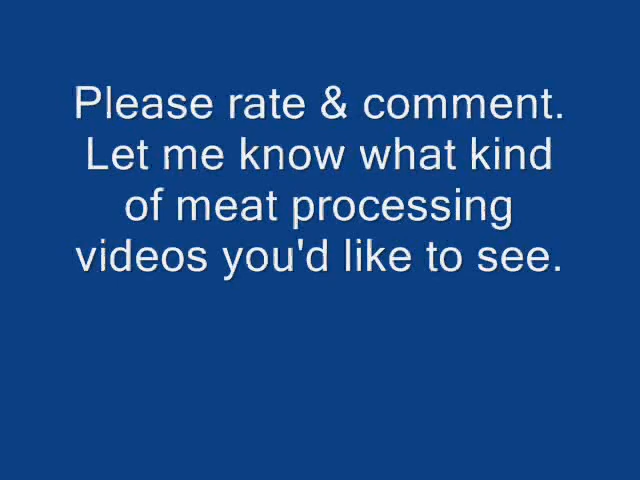 Please rate & comment.
Let me know what kind
of meat processing
videos you'd like to see.